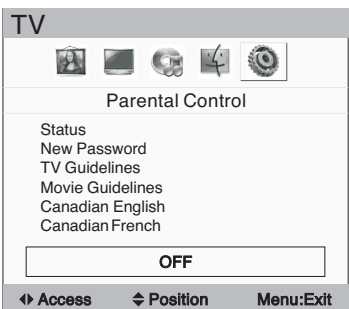 TV
Parental Control
Status
New Password
TV Guidelines
Movie Guidelines
Canadian English
Canadian French
OFF
Access Position Menu:Exit